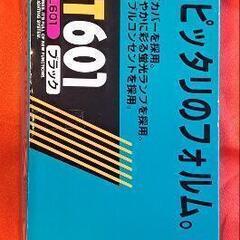 ピッタリのフォルム。
カバーを採用。
やかに彩る蛍光ランプを採用。
ブルコンセントを採用。
T601
ブラック
-601